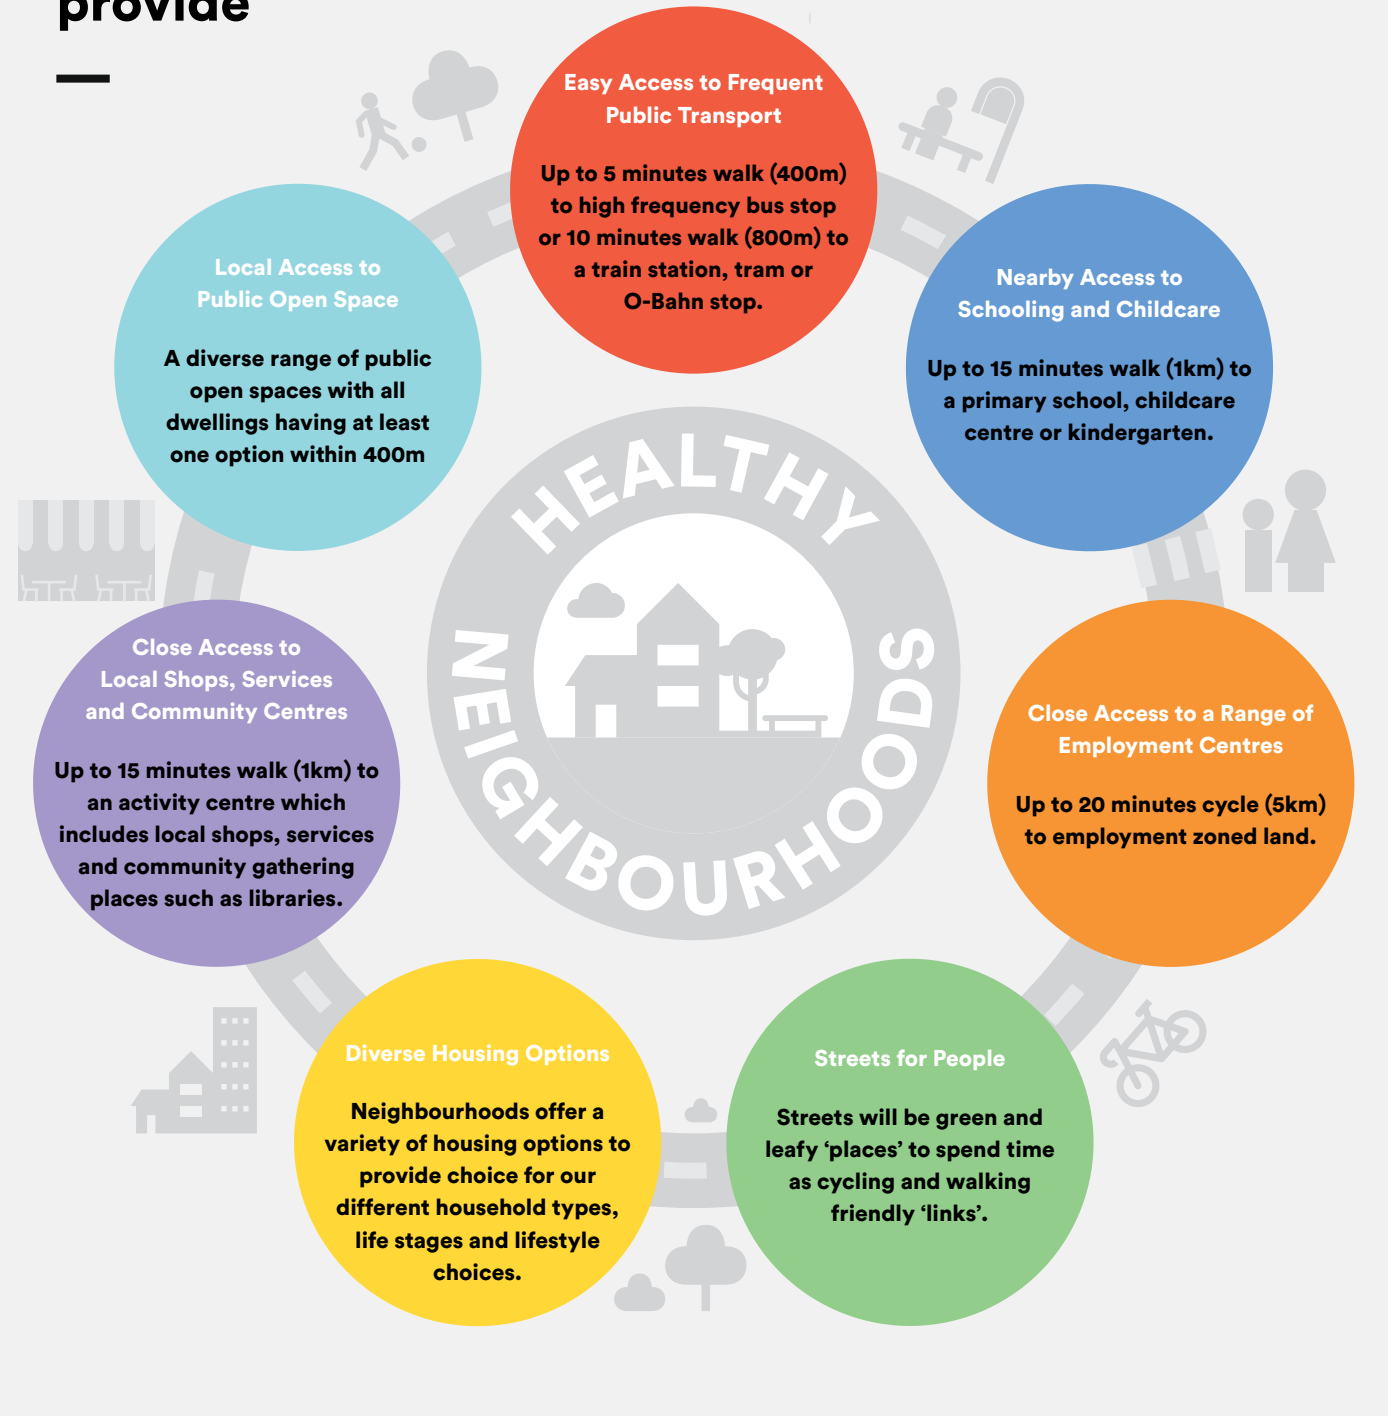 provide
Easy Access to Frequent
Public Transport
Up to 5 minutes walk (400m)
to high frequency bus stop
or 10 minutes walk (800m) to
a train station, tram or
O-Bahn stop.
Nearby Access to
Schooling and Childcare
Up to 15 minutes walk (1km) to
a primary school, childcare
centre or kindergarten.
Close Access to a Range of
Employment Centres
Up to 20 minutes cycle (5km)
to employment zoned land.
Streets for People
Streets will be green and
leafy ‘places’ to spend time
as cycling and walking
friendly ‘links’.
Diverse Housing Options
Neighbourhoods offer a
variety of housing options to
provide choice for our
different household types,
life stages and lifestyle
choices.
Close Access to
Local Shops, Services
and Community Centres
Up to 15 minutes walk (1km) to
an activity centre which
includes local shops, services
and community gathering
places such as libraries.
Local Access to
Public Open Space
A diverse range of public
open spaces with all
dwellings having at least
one option within 400m
HEALTHY
NEIGHBOURHOODS